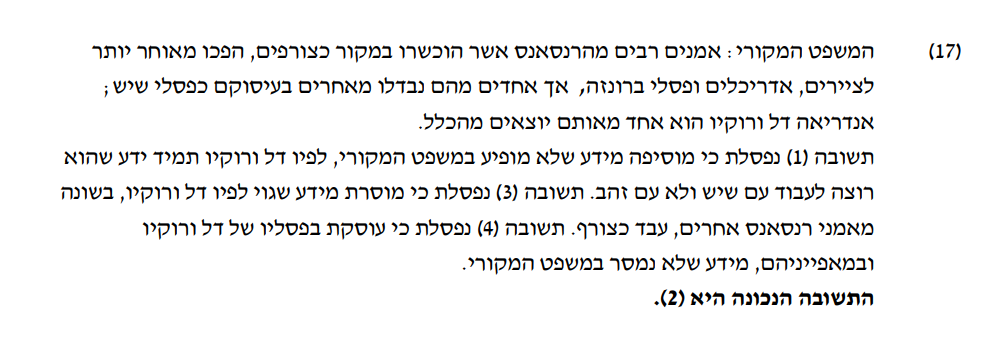 (17) המשפט המקורי: אמנים רבים מהרנסאנס אשר הוכשרו במקור כצורפים, הפכו מאוחר יותר
לציירים, אדריכלים ופסלי ברונזה, אך אחדים מהם נבדלו מאחרים בעיסוקם כפסלי שיש;
אנדריאה דל ורוקיו הוא אחד מאותם יוצאים מהכלל.
תשובה (1) נפסלת כי מוסיפה מידע שלא מופיע במשפט המקורי, לפיו דל ורוקיו תמיד ידע שהוא
רוצה לעבוד עם שיש ולא עם זהב. תשובה (3) נפסלת כי מוסרת מידע שגוי לפיו דל ורוקיו, בשונה
מאמני רנסאנס אחרים, עבד כצורף. תשובה (4) נפסלת כי עוסקת בפסליו של דל ורוקיו
ובמאפייניהם, מידע שלא נמסר במשפט המקורי.
התשובה הנכונה היא (2).